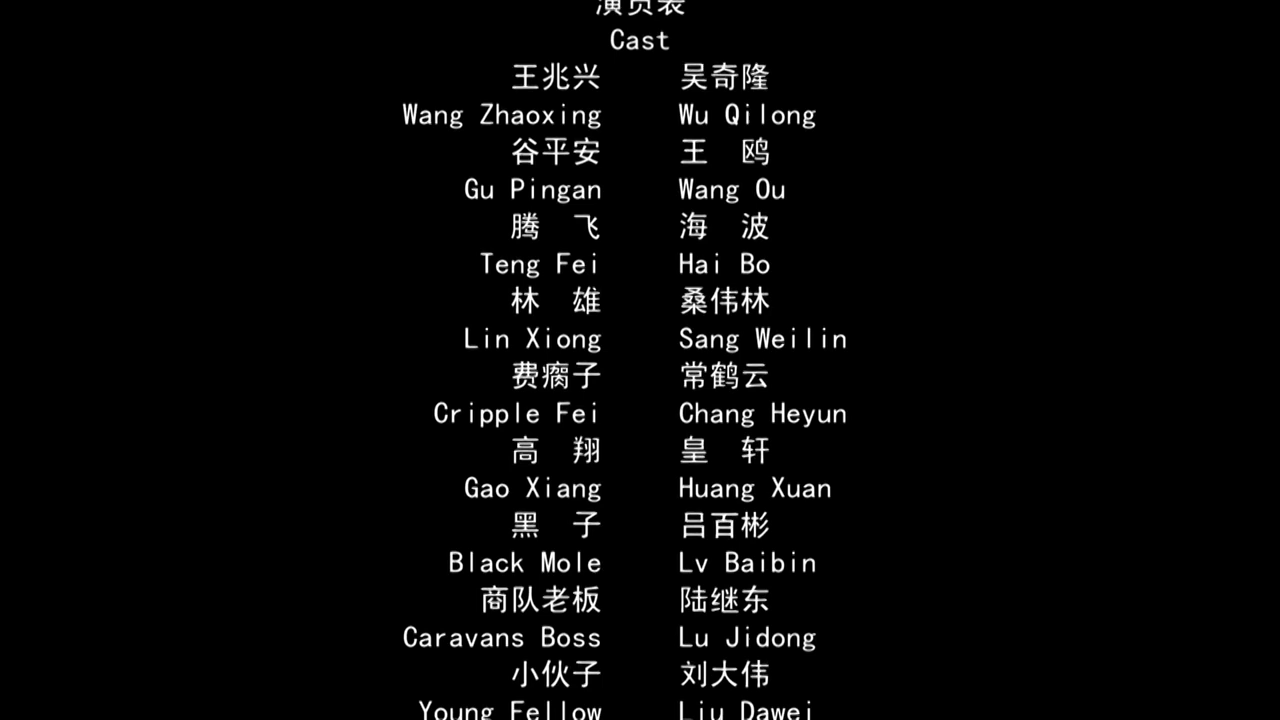 演员表
Cast
王兆兴 吴奇隆
Wang Zhaoxing Wu Qilong
谷平安 王 鸥
Gu Pingan Wang Ou
腾 飞 海 波
Teng Fei Hai Bo
林 雄 桑伟林
Lin Xiong Sang Weilin
费瘸子 常鹤云
Cripple Fei Chang Heyun
高 翔 皇 轩
Gao Xiang Huang Xuan
黑 子 吕百彬
Black Mole Lv Baibin
商队老板 陆继东
Caravans Boss Lu Jidong
小伙子 刘大伟
Young Fellow Liu Dawei